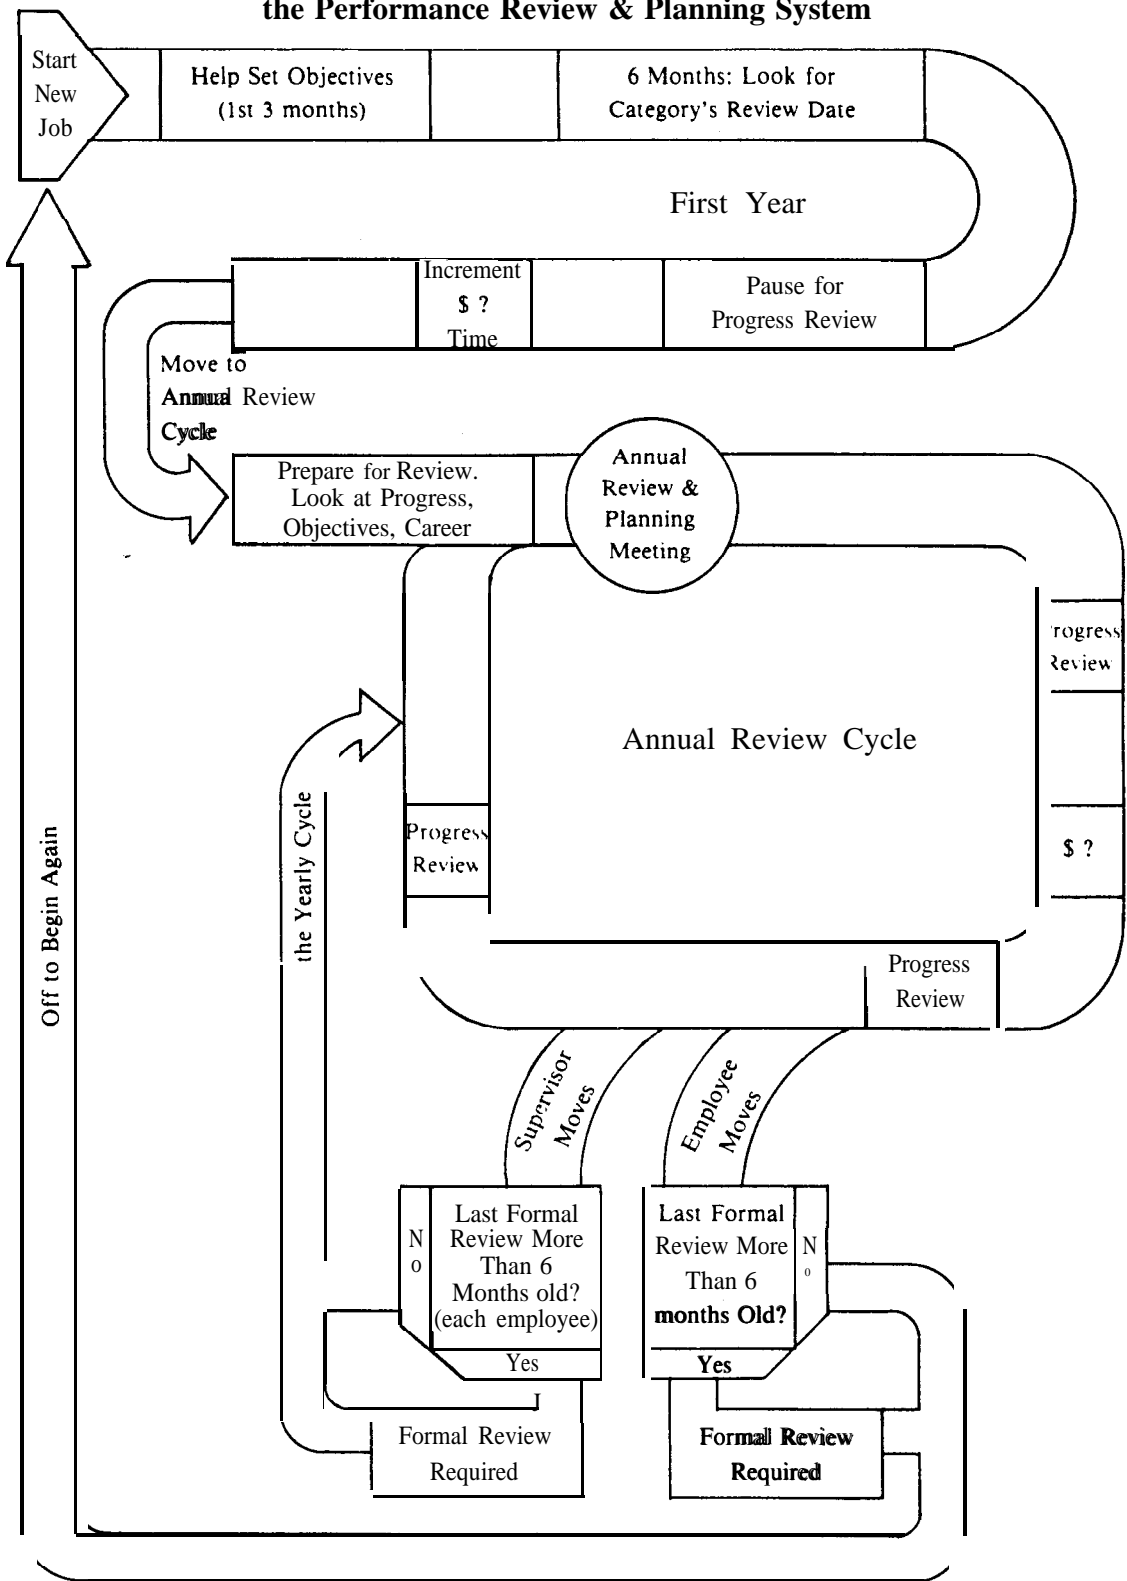 the Performance Review & Planning System
Start
New
Job
Help Set Objectives
(1st 3 months)
6 Months: Look for
Category's Review Date
First Year
Increment
$ ?
Time
Pause for
Progress Review
Move to
Annual Review
Cycle
Prepare for Review.
Look at Progress,
Objectives, Career
Annual
Review &
Planning
Meeting
Progress
Review
Annual Review Cycle
$ ?
Progress
Review
Progress
Review
the Yearly Cycle
Off to Begin Again
Supervisor
Moves
Employee
Moves
No
Last Formal
Review More
Than 6
Months old?
(each employee)
Yes
Last Formal
Review More
Than 6
months Old?
No
Yes
Formal Review
Required
Formal Review
Required